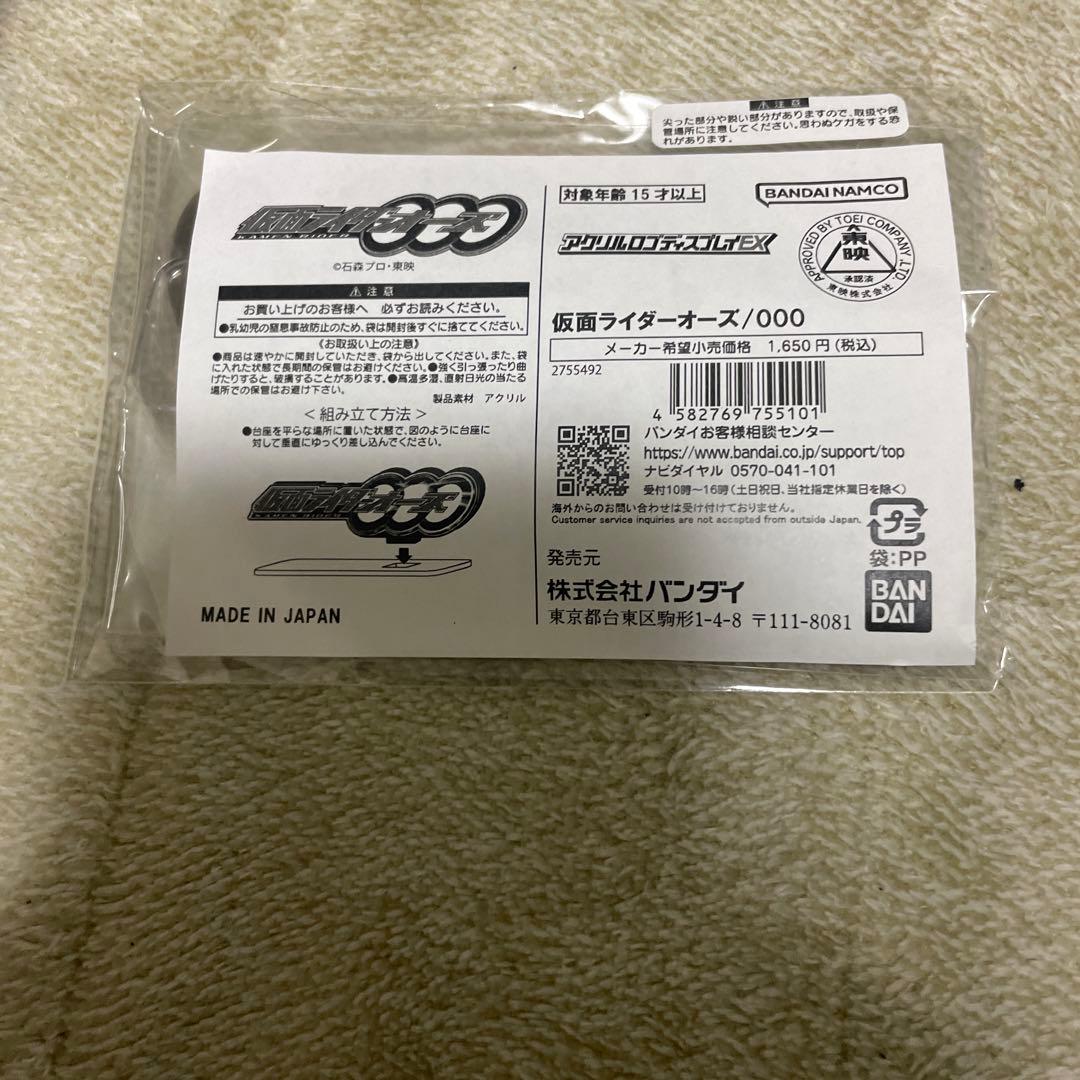 ⚠注意
尖った部分や鋭い部分がありますので、取扱や保
管場所に注意してください。思わぬケガをする恐
れがあります。
仮面ライダーオーズ
KAMEN RIDER
©石森プロ・東映
⚠注意
お買い上げのお客様へ 必ずお読みください。
●乳幼児の窒息事故防止のため、袋は開封後すぐに捨ててください。
《お取扱い上の注意》
●商品は速やかに開封していただき、袋から出してください。また、袋
に入れた状態で長期間の保管はお避けください。●強く引っ張ったり曲
げたりすると、破損することがあります。●高温多湿、直射日光の当たる
場所での保管はお避け下さい。
製品素材 アクリル
＜組み立て方法＞
●台座を平らな場所に置いた状態で、図のように台座に
対して垂直にゆっくり差し込んでください。
仮面ライダーオーズ
KAMEN RIDER
MADE IN JAPAN
対象年齢 15才以上
BANDAI NAMCO
アクリルロゴディスプレイEX
APPROVED BY TOEI COMPANY, LTD.
東映
承認済
東映株式会社
仮面ライダーオーズ/OOO
メーカー希望小売価格 1,650円(税込)
2755492
4 582769 755101
バンダイお客様相談センター
https://www.bandai.co.jp/support/top
ナビダイヤル 0570-041-101
受付10時〜16時(土日祝日、当社指定休業日を除く)
海外からのお問い合わせは受け付けておりません。
Customer service inquiries are not accepted from outside Japan.
プラ
袋:PP
発売元
株式会社バンダイ
東京都台東区駒形1-4-8 〒111-8081
BAN
DAI